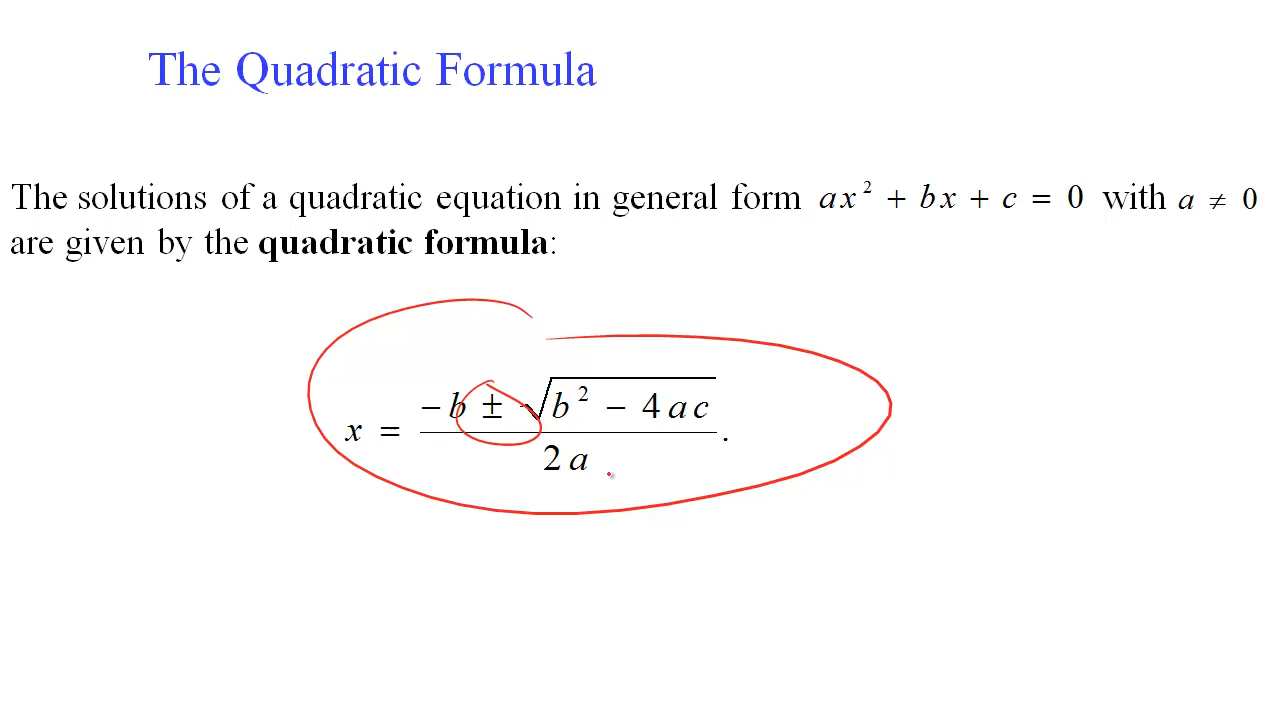 The Quadratic Formula
The solutions of a quadratic equation in general form ax² + bx + c = 0 with a ≠ 0
are given by the quadratic formula:
x = (−b ± √(b² − 4ac)) / 2a.